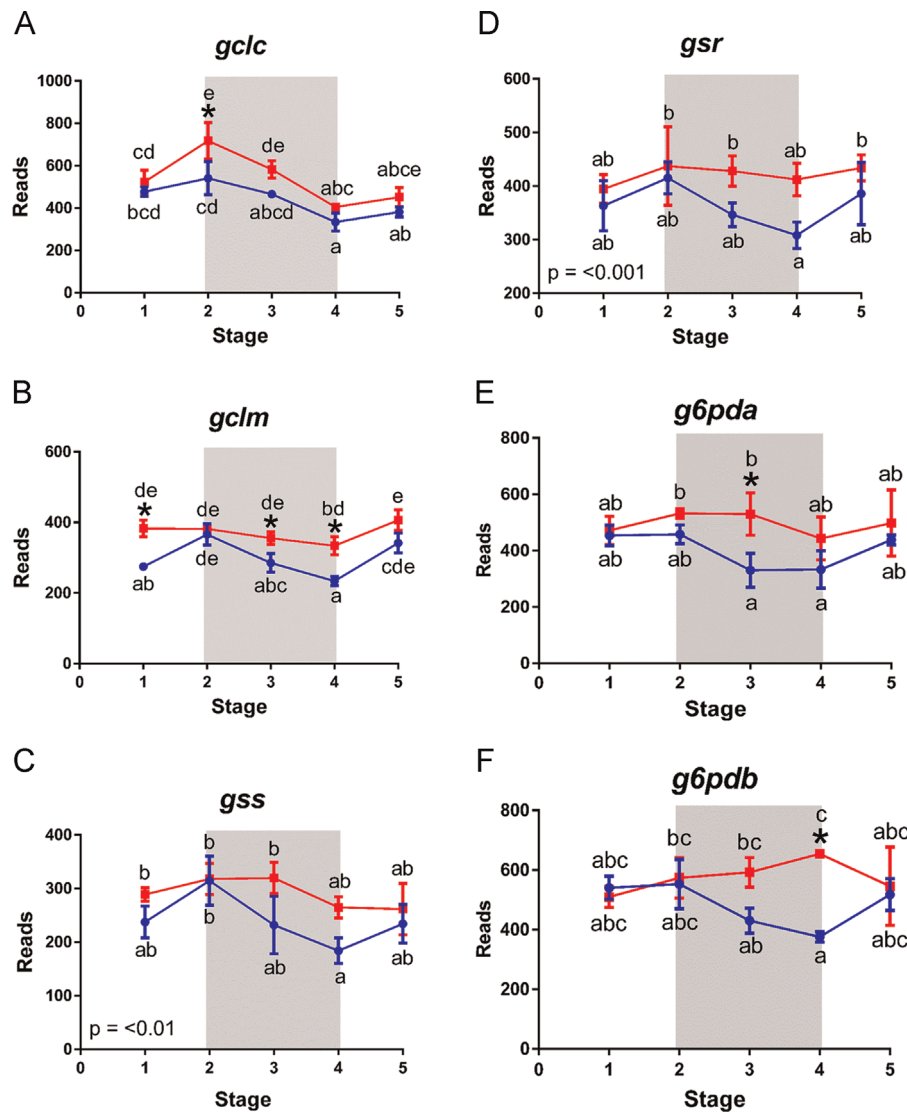 A
gclc
Reads
1000
800
600
400
200
0
cd
e
*
de
abc
abce
bcd
cd
abcd
a
ab
0 1 2 3 4 5
Stage
B
gclm
Reads
600
400
200
0
de
*
de
de
*
bd
*
e
ab
de
abc
a
cde
0 1 2 3 4 5
Stage
C
gss
Reads
400
300
200
100
0
b
b
b
ab
ab
ab
b
ab
a
ab
p = <0.01
0 1 2 3 4 5
Stage
D
gsr
Reads
600
500
400
300
200
ab
b
b
ab
b
ab
ab
ab
a
ab
p = <0.001
0 1 2 3 4 5
Stage
E
g6pda
Reads
800
600
400
200
0
ab
b
b
*
ab
ab
ab
ab
a
a
ab
0 1 2 3 4 5
Stage
F
g6pdb
Reads
800
600
400
200
0
abc
bc
bc
c
*
abc
abc
abc
ab
a
abc
0 1 2 3 4 5
Stage